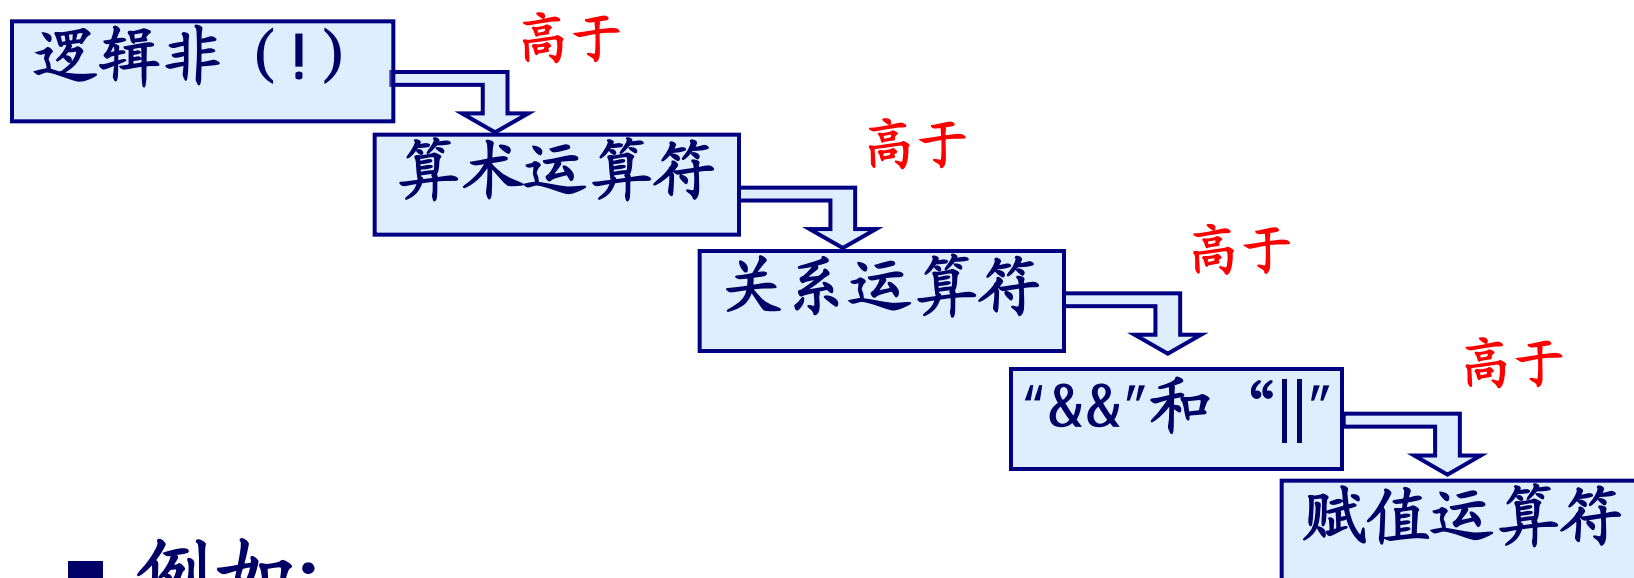 逻辑非（!）
高于
算术运算符
高于
关系运算符
高于
“&&”和 “||”
高于
赋值运算符
例如: